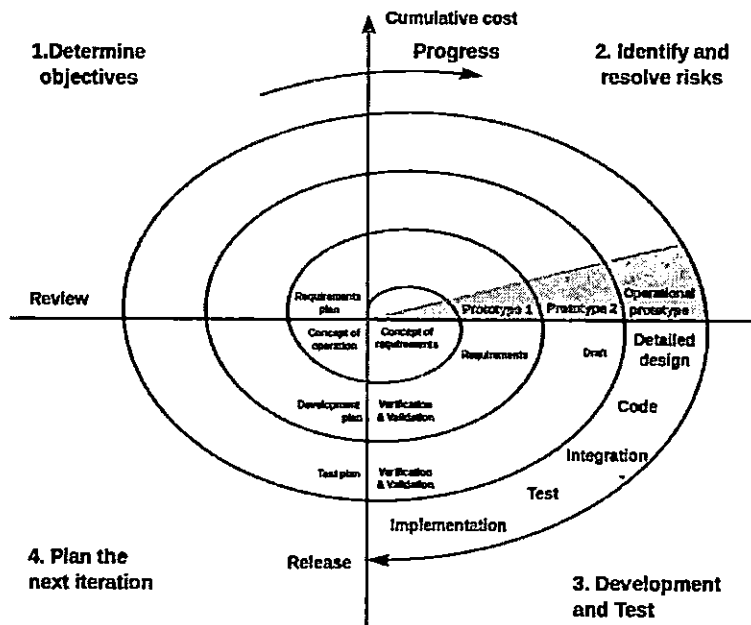 Cumulative cost
1.Determine
objectives
Progress
2. Identify and
resolve risks
Review
Requirements
plan
Prototype 1
Prototype 2
Operational
prototype
Concept of
operation
Concept of
requirements
Requirements
Draft
Detailed
design
Development
plan
Verification
& Validation
Code
Integration
Test plan
Verification
& Validation
Test
Implementation
4. Plan the
next iteration
Release
3. Development
and Test